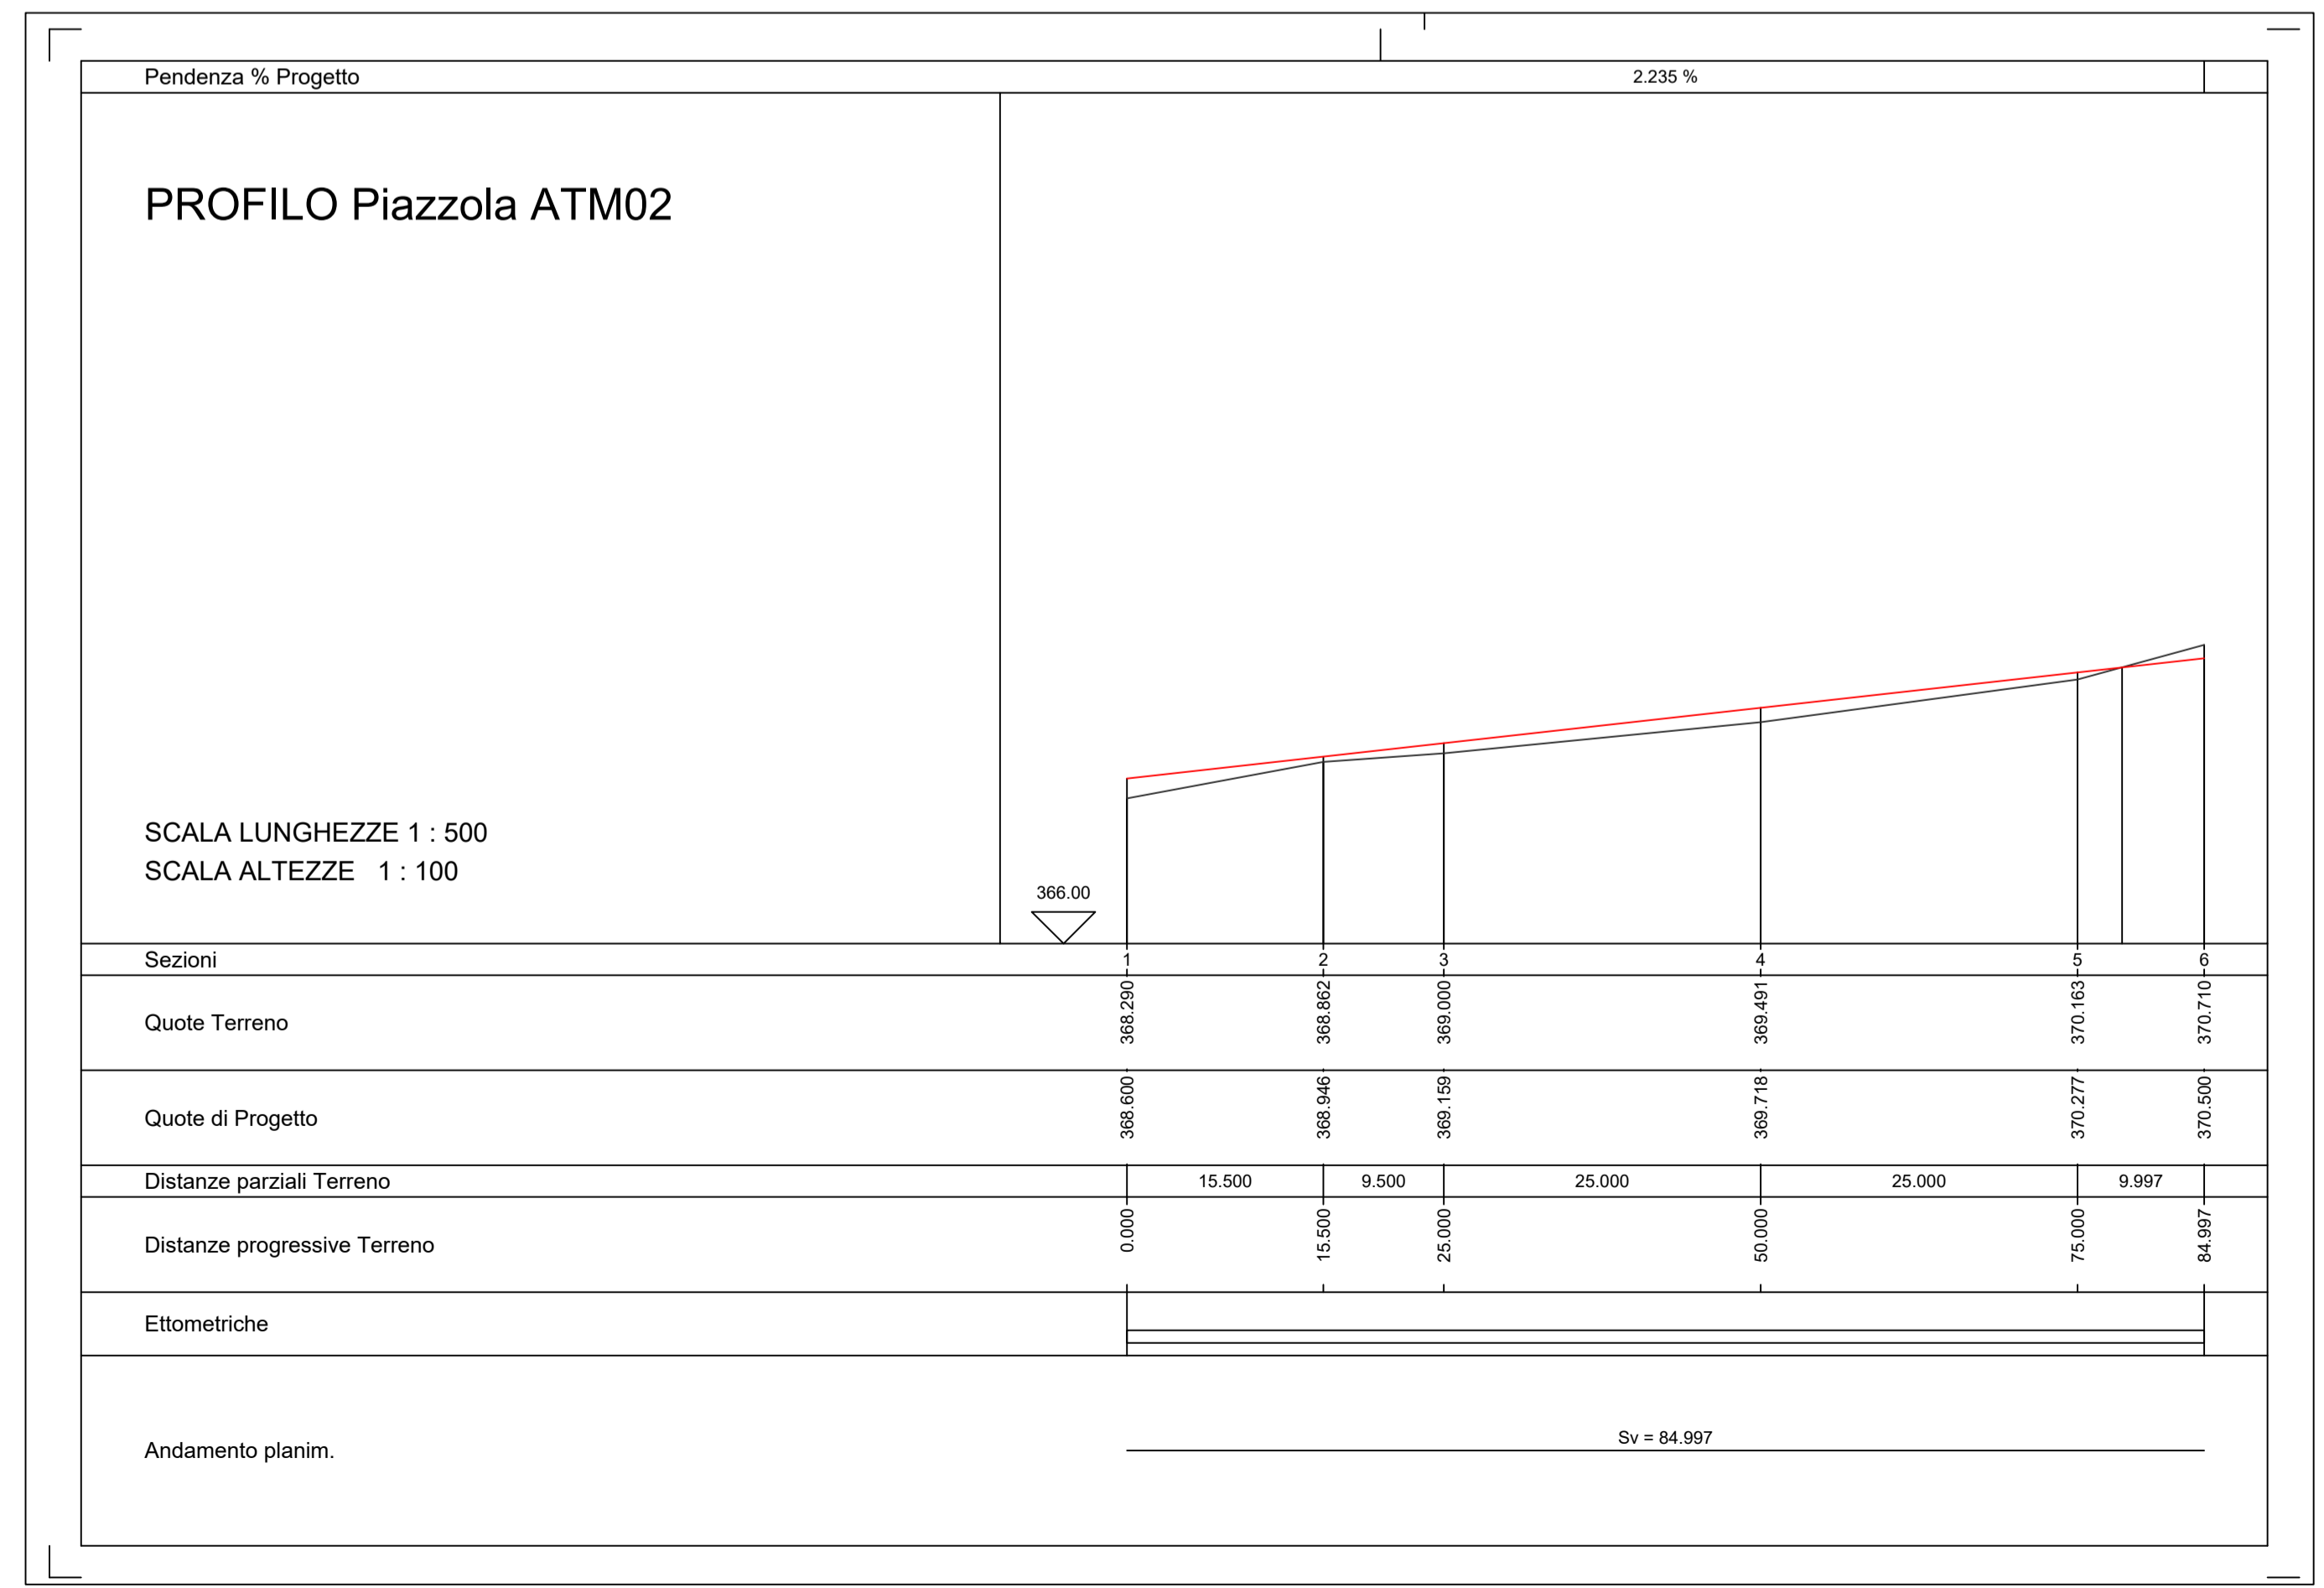 Pendenza % Progetto 2.235 %
PROFILO Piazzola ATM02
SCALA LUNGHEZZE 1 : 500
SCALA ALTEZZE 1 : 100
366.00
Sezioni 1 2 3 4 5 6
Quote Terreno 368.290 368.862 369.000 369.491 370.163 370.710
Quote di Progetto 368.600 368.946 369.159 369.718 370.277 370.500
Distanze parziali Terreno 15.500 9.500 25.000 25.000 9.997
Distanze progressive Terreno 0.000 15.500 25.000 50.000 75.000 84.997
Ettometriche
Sv = 84.997
Andamento planim.